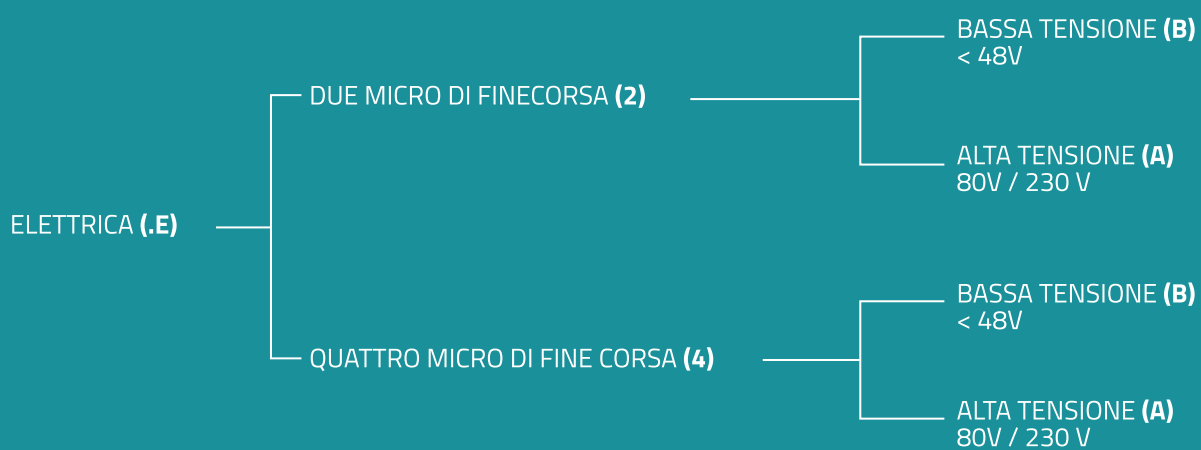 BASSA TENSIONE (B)
< 48V
DUE MICRO DI FINECORSA (2)
ALTA TENSIONE (A)
80V / 230 V
ELETTRICA (.E)
BASSA TENSIONE (B)
< 48V
QUATTRO MICRO DI FINE CORSA (4)
ALTA TENSIONE (A)
80V / 230 V